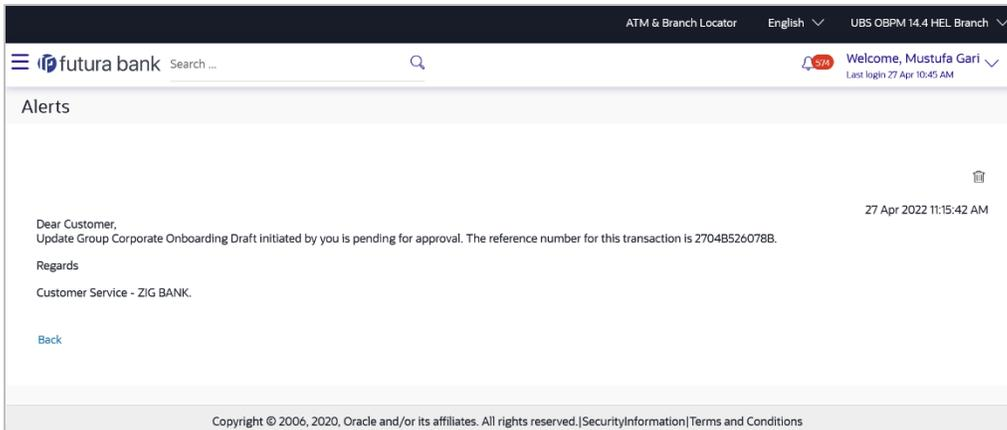 ATM & Branch Locator English UBS OBPM 14.4 HEL Branch
futura bank Search ... 574 Welcome, Mustufa Gari
Last login 27 Apr 10:45 AM
Alerts
27 Apr 2022 11:15:42 AM
Dear Customer,
Update Group Corporate Onboarding Draft initiated by you is pending for approval. The reference number for this transaction is 2704B526078B.
Regards
Customer Service - ZIG BANK.
Back
Copyright © 2006, 2020, Oracle and/or its affiliates. All rights reserved.|SecurityInformation|Terms and Conditions